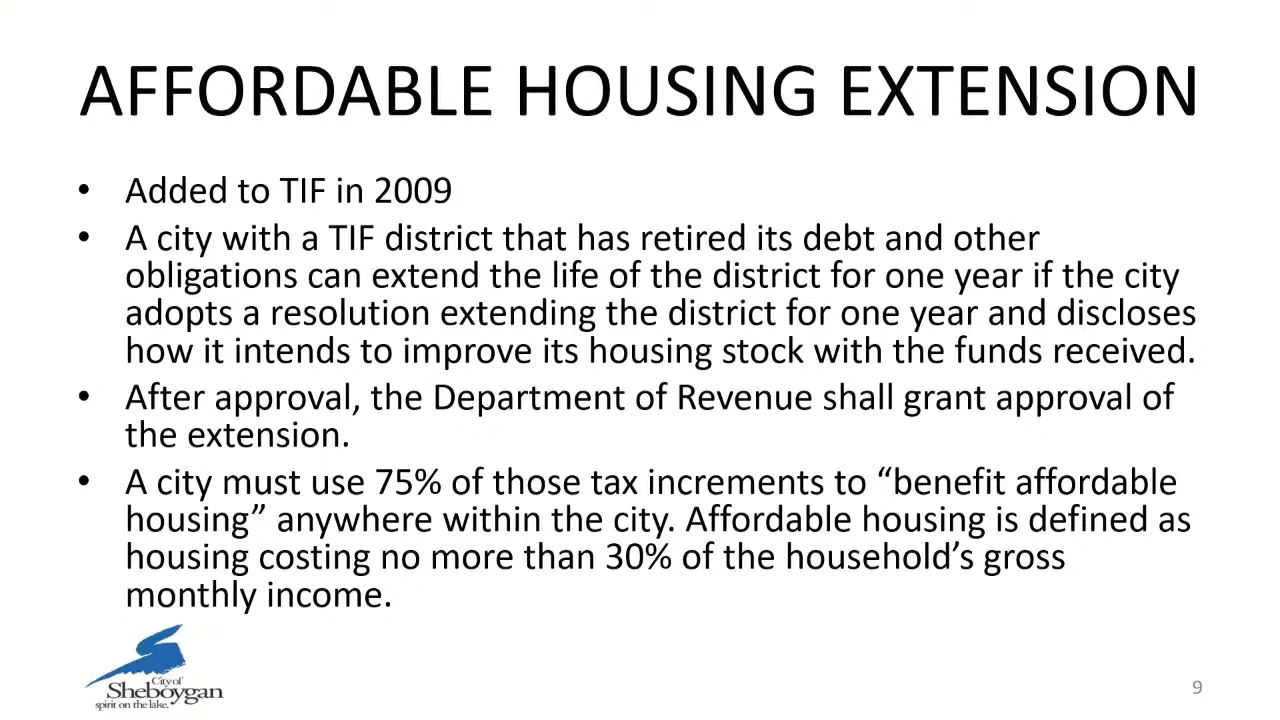 AFFORDABLE HOUSING EXTENSION
• Added to TIF in 2009
• A city with a TIF district that has retired its debt and other
obligations can extend the life of the district for one year if the city
adopts a resolution extending the district for one year and discloses
how it intends to improve its housing stock with the funds received.
• After approval, the Department of Revenue shall grant approval of
the extension.
• A city must use 75% of those tax increments to “benefit affordable
housing” anywhere within the city. Affordable housing is defined as
housing costing no more than 30% of the household’s gross
monthly income.
City of
Sheboygan
spirit on the lake.
9